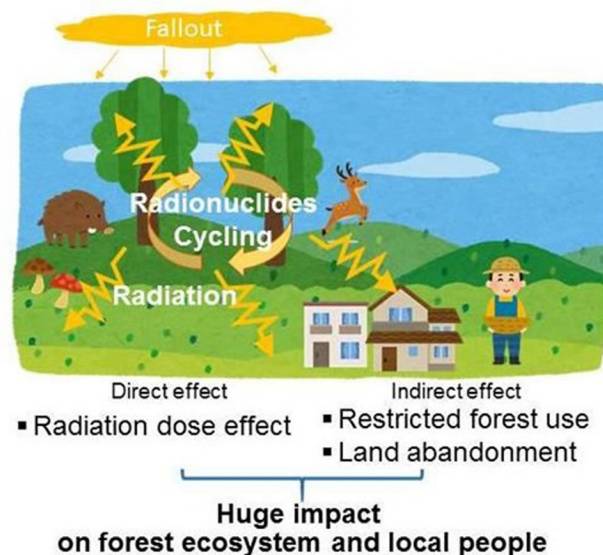 Fallout
Radionuclides
Cycling
Radiation
Direct effect
▪ Radiation dose effect
Indirect effect
▪ Restricted forest use
▪ Land abandonment
Huge impact
on forest ecosystem and local people